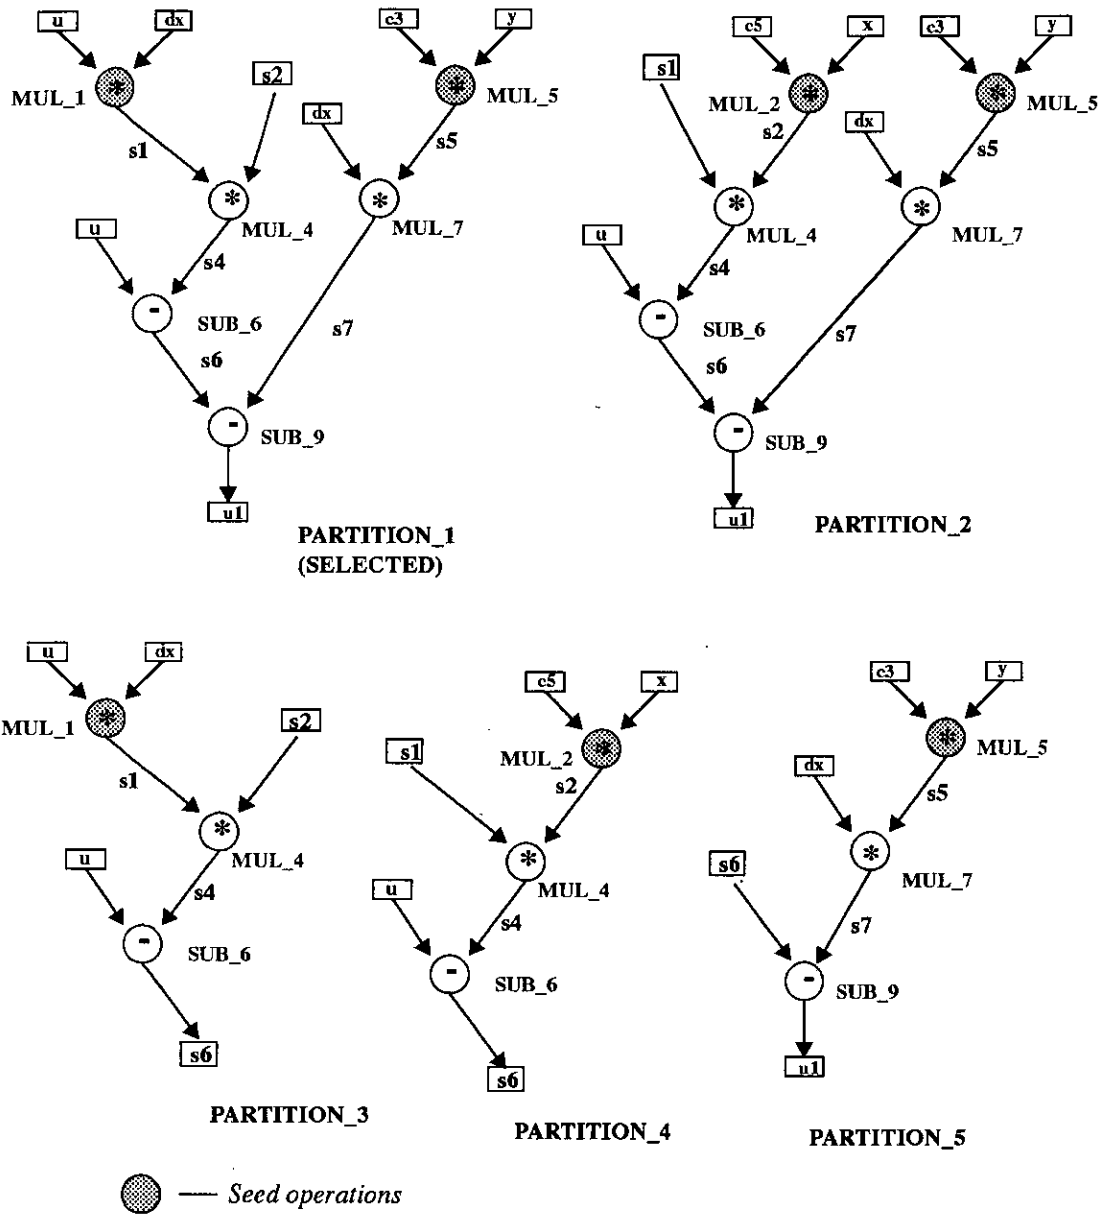 u dx c3 y
s2
MUL_1 * * MUL_5
dx
s1 s5
* *
u MUL_4 MUL_7
s4
- SUB_6
s6 s7
- SUB_9
u1
PARTITION_1
(SELECTED)
c5 x c3 y
s1
MUL_2 * * MUL_5
dx
s2 s5
* *
u MUL_4 MUL_7
s4
- SUB_6
s6 s7
- SUB_9
u1
PARTITION_2
u dx
MUL_1 * s2
s1
*
u MUL_4
s4
- SUB_6
s6
PARTITION_3
c5 x
s1 MUL_2 *
s2
*
u MUL_4
s4
- SUB_6
s6
PARTITION_4
c3 y
* MUL_5
dx
s5
s6 *
MUL_7
s7
- SUB_9
u1
PARTITION_5
— Seed operations